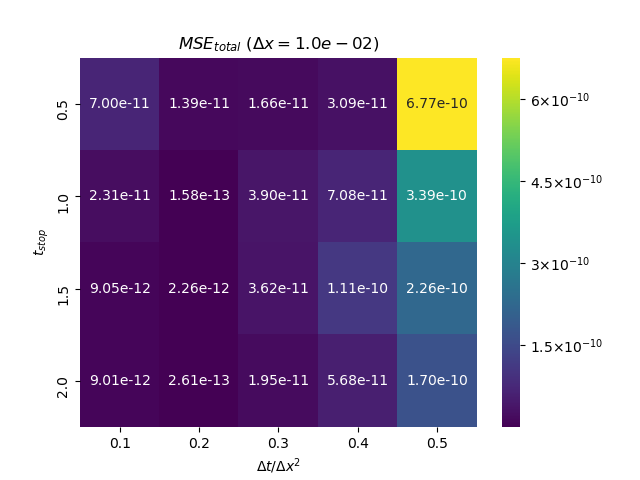 MSE_total (Δx = 1.0e − 02)
0.5 7.00e-11 1.39e-11 1.66e-11 3.09e-11 6.77e-11
1.0 2.31e-11 1.58e-13 3.90e-11 7.08e-11 3.39e-10
1.5 9.05e-12 2.26e-12 3.62e-11 1.11e-10 2.26e-10
2.0 9.01e-12 2.61e-13 1.95e-11 5.68e-11 1.70e-10
0.1 0.2 0.3 0.4 0.5
Δt/Δx²
t_stop
6×10⁻¹⁰
4.5×10⁻¹⁰
3×10⁻¹⁰
1.5×10⁻¹⁰